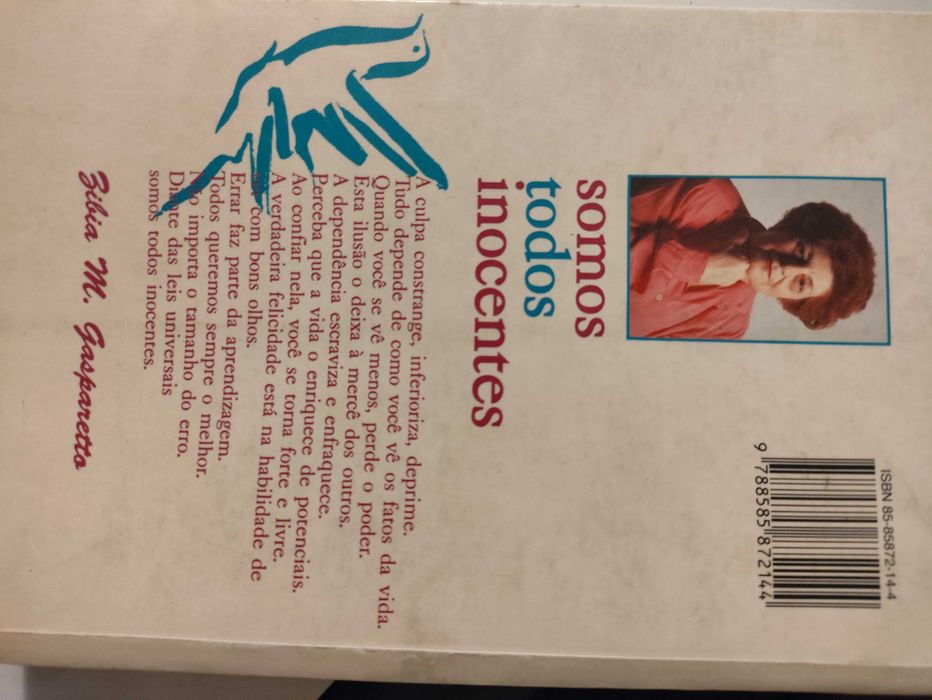 ISBN 85-85872-14-4
9 788585 872144
somos
todos
inocentes
A culpa constrange, inferioriza, deprime.
Tudo depende de como você vê os fatos da vida.
Quando você se vê menos, perde o poder.
Esta ilusão o deixa à mercê dos outros.
A dependência escraviza e enfraquece.
Perceba que a vida o enriquece de potenciais.
Ao confiar nela, você se torna forte e livre.
A verdadeira felicidade está na habilidade de
com bons olhos.
Errar faz parte da aprendizagem.
Todos queremos sempre o melhor.
Não importa o tamanho do erro.
Diante das leis universais
somos todos inocentes.
Zibia M. Gasparetto